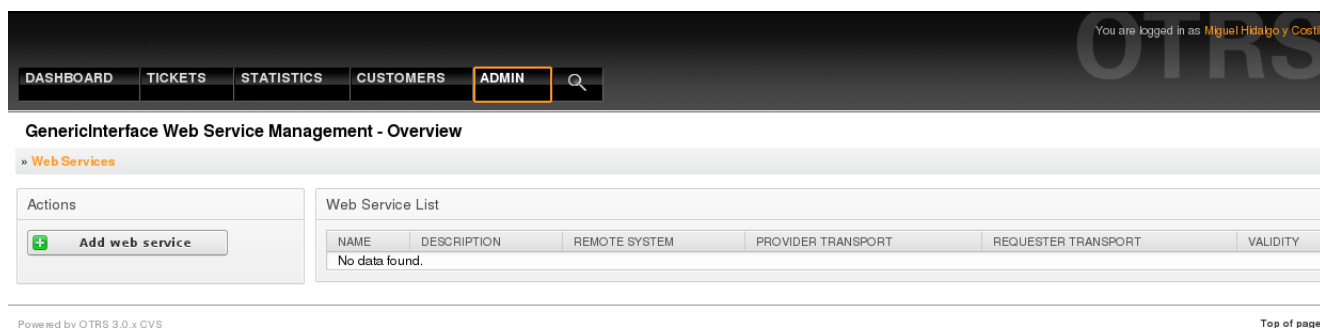 OTRS
You are logged in as Miguel Hidalgo y Costi
DASHBOARD TICKETS STATISTICS CUSTOMERS ADMIN
GenericInterface Web Service Management - Overview
» Web Services
Actions
Add web service
Web Service List
NAME DESCRIPTION REMOTE SYSTEM PROVIDER TRANSPORT REQUESTER TRANSPORT VALIDITY
No data found.
Powered by OTRS 3.0.x CVS
Top of page